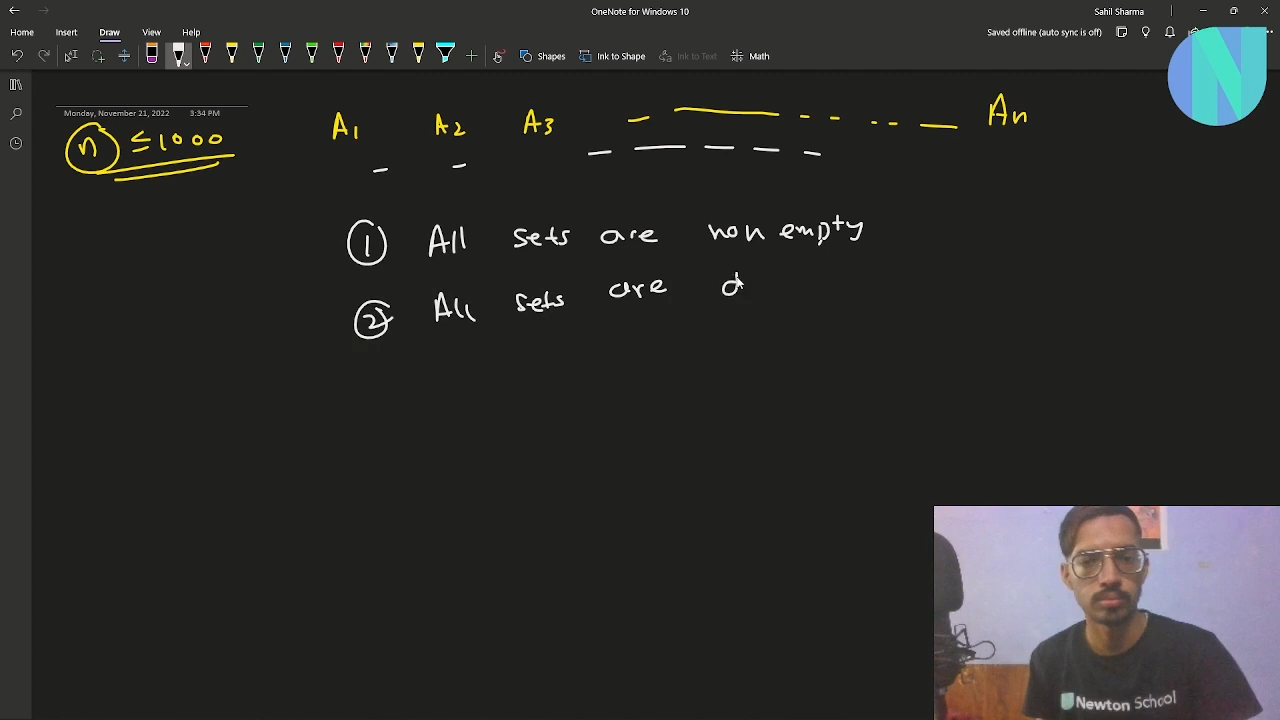 OneNote for Windows 10
Sahil Sharma
Home Insert Draw View Help
Saved offline (auto sync is off)
Shapes Ink to Shape Ink to Text Math
Monday, November 21, 2022 3:34 PM
n ≤ 1000
A1 A2 A3 An
1 All sets are non empty
2 All sets are d
Newton School